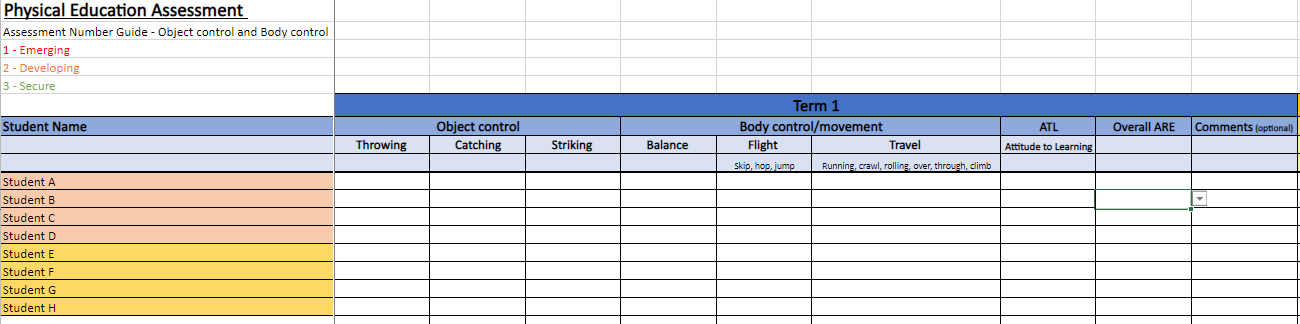 Physical Education Assessment
Assessment Number Guide - Object control and Body control
1 - Emerging
2 - Developing
3 - Secure
Term 1
Student Name Object control Body control/movement ATL Overall ARE Comments (optional)
Throwing Catching Striking Balance Flight Travel Attitude to Learning
Skip, hop, jump Running, crawl, rolling, over, through, climb
Student A
Student B
Student C
Student D
Student E
Student F
Student G
Student H